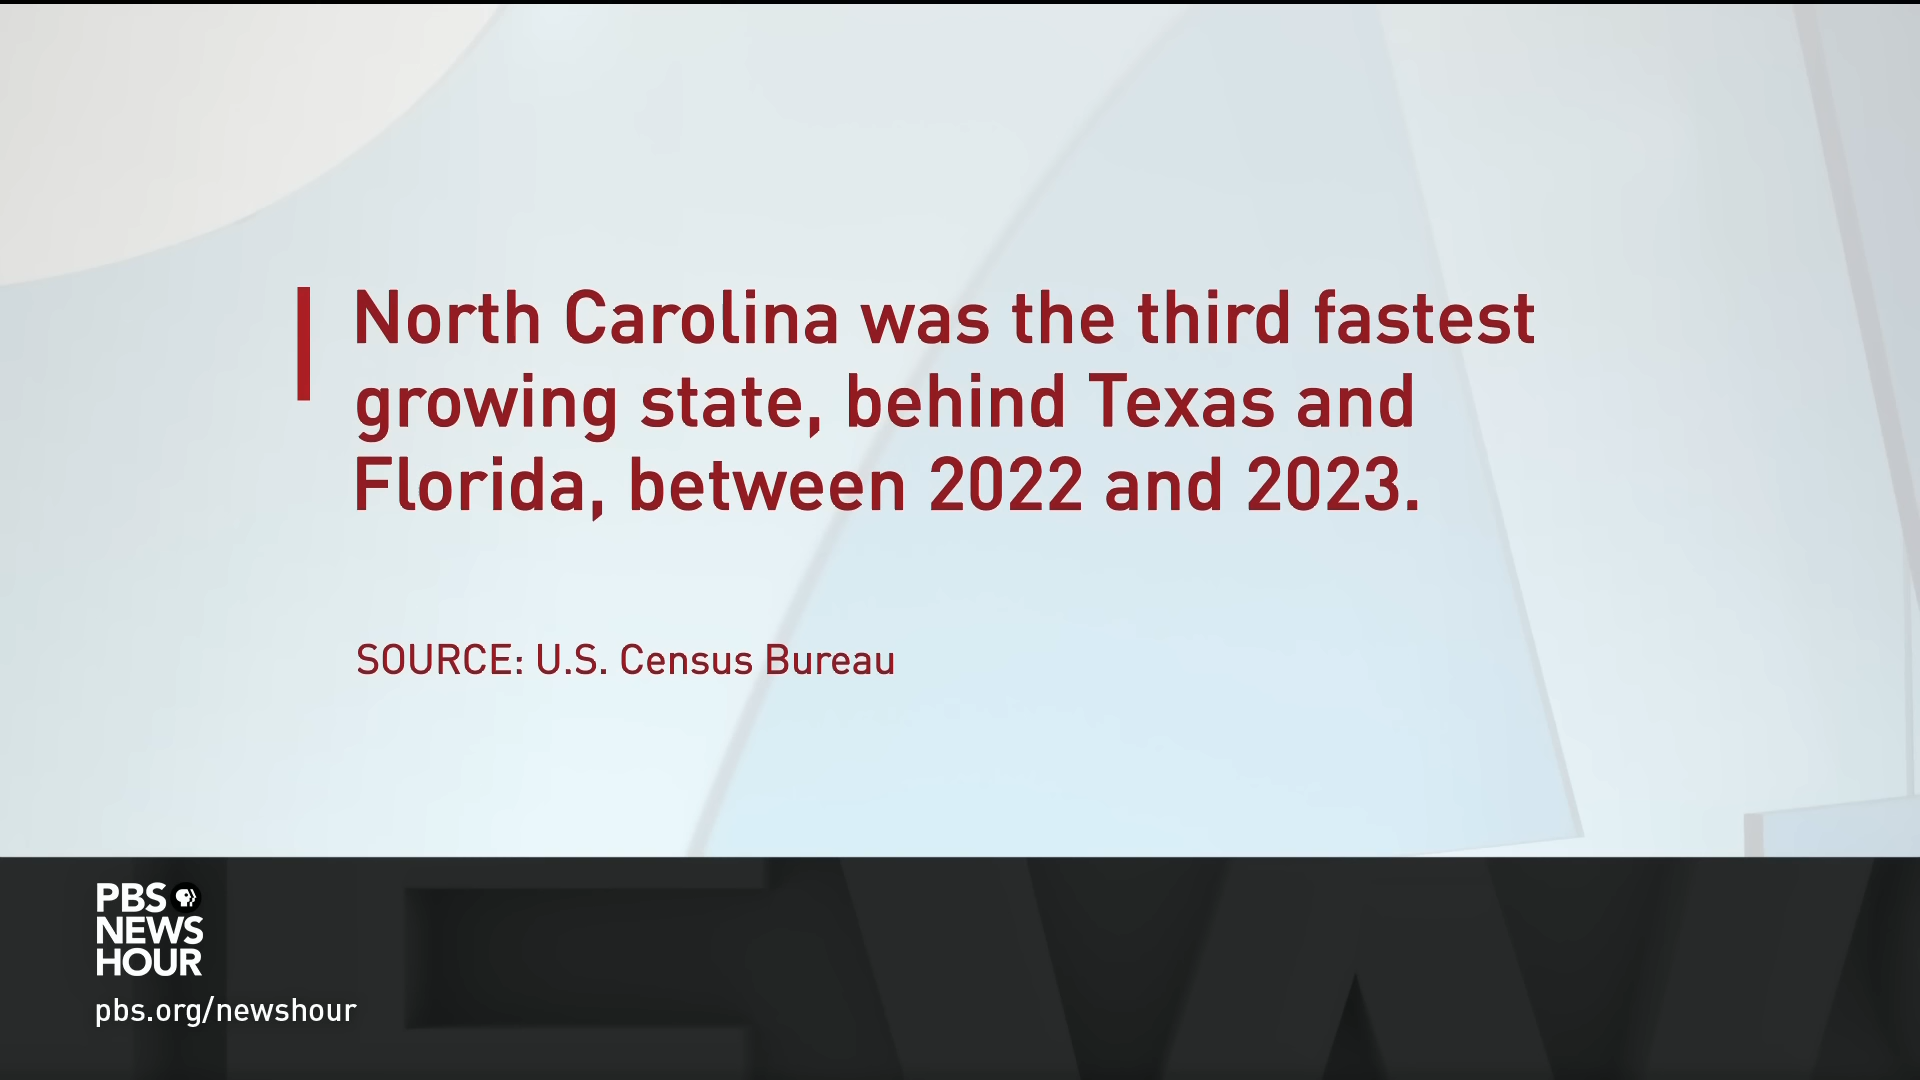 North Carolina was the third fastest
growing state, behind Texas and
Florida, between 2022 and 2023.
SOURCE: U.S. Census Bureau
PBS
NEWS
HOUR
pbs.org/newshour